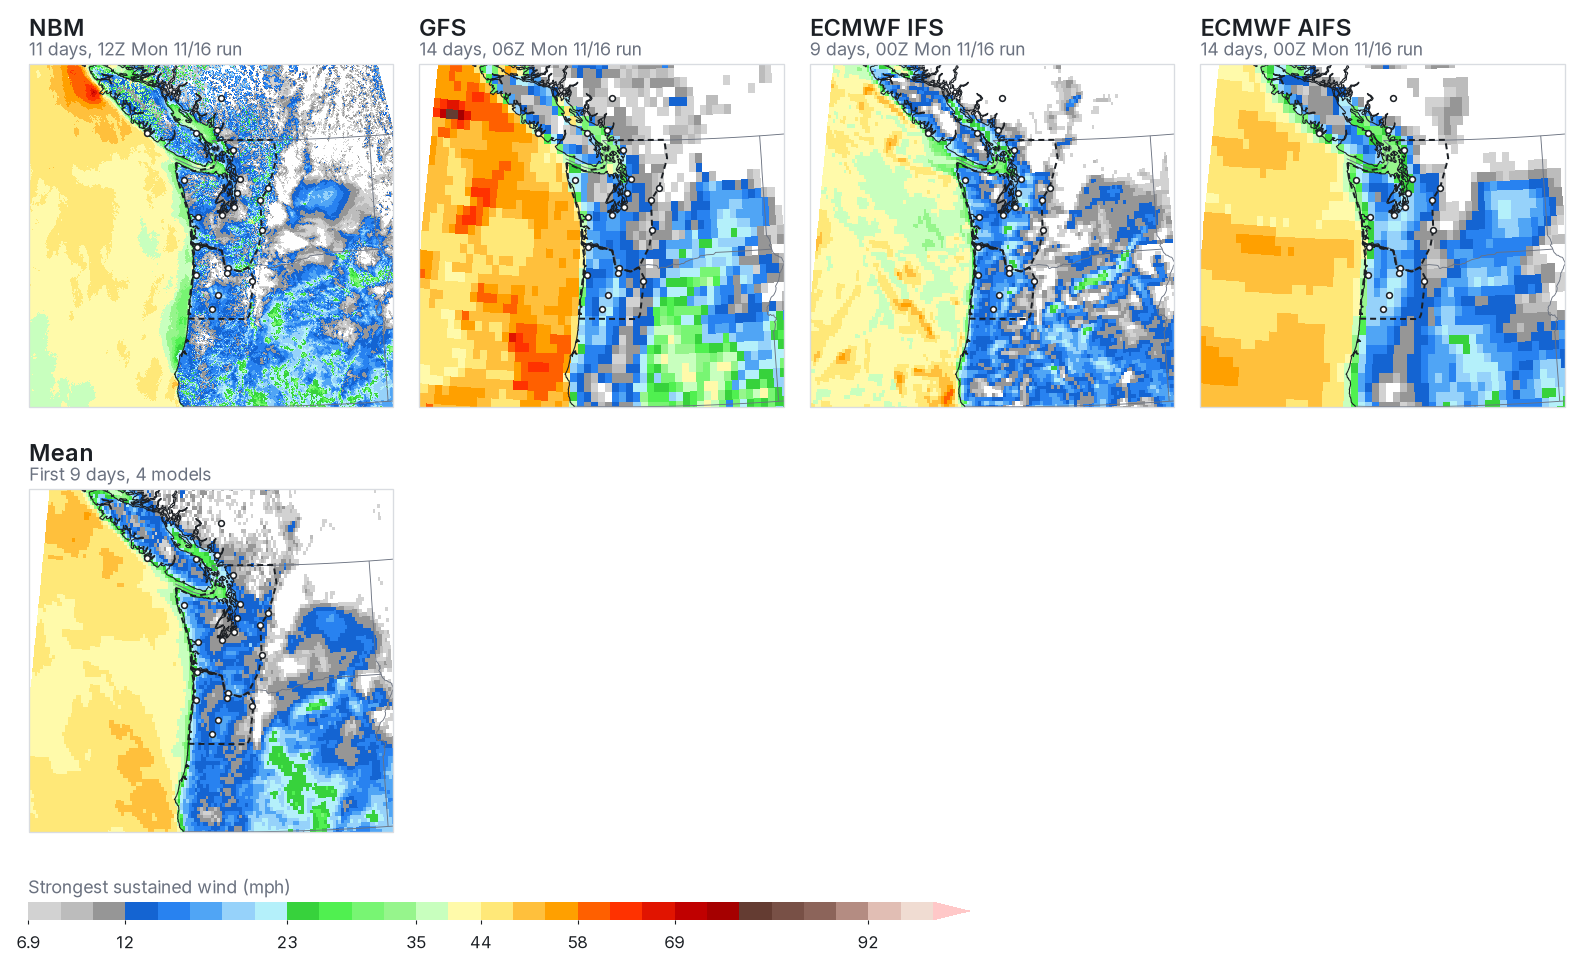 NBM
11 days, 12Z Mon 11/16 run
GFS
14 days, 06Z Mon 11/16 run
ECMWF IFS
9 days, 00Z Mon 11/16 run
ECMWF AIFS
14 days, 00Z Mon 11/16 run
Mean
First 9 days, 4 models
Strongest sustained wind (mph)
6.9 12 23 35 44 58 69 92